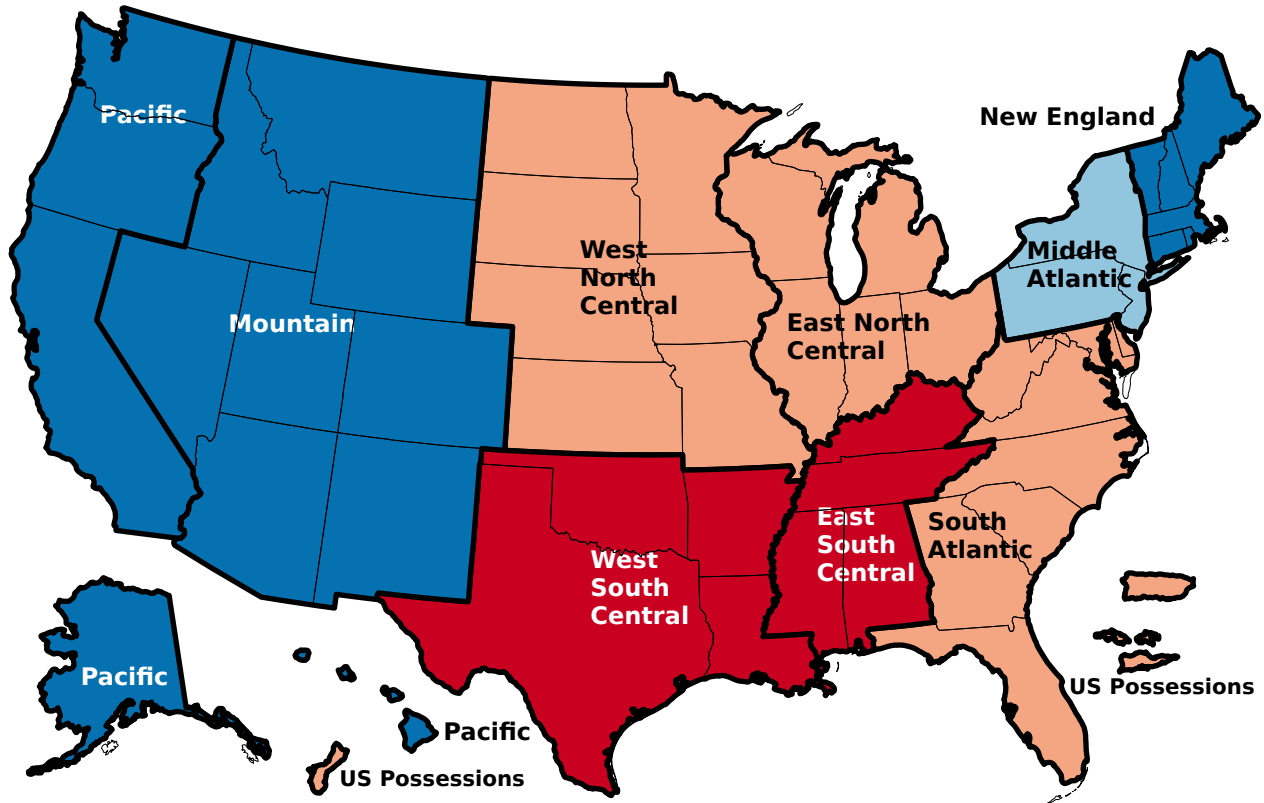 Pacific
New England
West
North
Central
Middle
Atlantic
Mountain
East North
Central
East
South
Central
South
Atlantic
West
South
Central
Pacific
US Possessions
Pacific
US Possessions